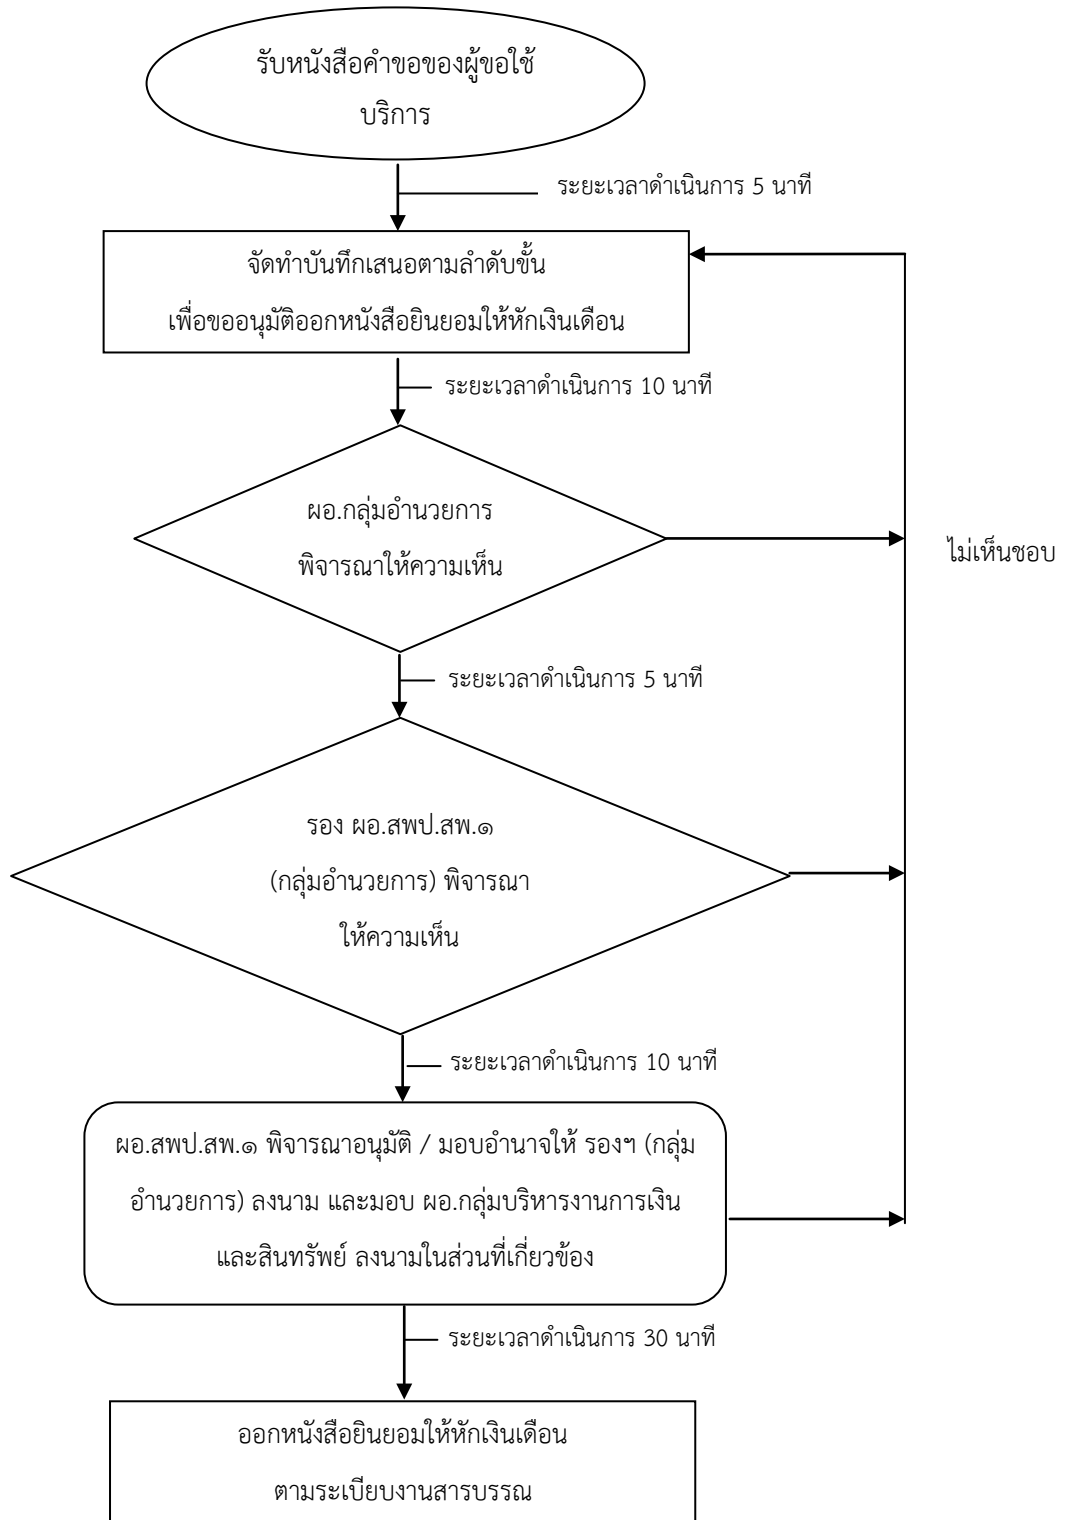 รับหนังสือคำขอของผู้ขอใช้
บริการ
ระยะเวลาดำเนินการ 5 นาที
จัดทำบันทึกเสนอตามลำดับขั้น
เพื่อขออนุมัติออกหนังสือยินยอมให้หักเงินเดือน
ระยะเวลาดำเนินการ 10 นาที
ผอ.กลุ่มอำนวยการ
พิจารณาให้ความเห็น
ไม่เห็นชอบ
ระยะเวลาดำเนินการ 5 นาที
รอง ผอ.สพป.สพ.๑
(กลุ่มอำนวยการ) พิจารณา
ให้ความเห็น
ระยะเวลาดำเนินการ 10 นาที
ผอ.สพป.สพ.๑ พิจารณาอนุมัติ / มอบอำนาจให้ รองฯ (กลุ่ม
อำนวยการ) ลงนาม และมอบ ผอ.กลุ่มบริหารงานการเงิน
และสินทรัพย์ ลงนามในส่วนที่เกี่ยวข้อง
ระยะเวลาดำเนินการ 30 นาที
ออกหนังสือยินยอมให้หักเงินเดือน
ตามระเบียบงานสารบรรณ